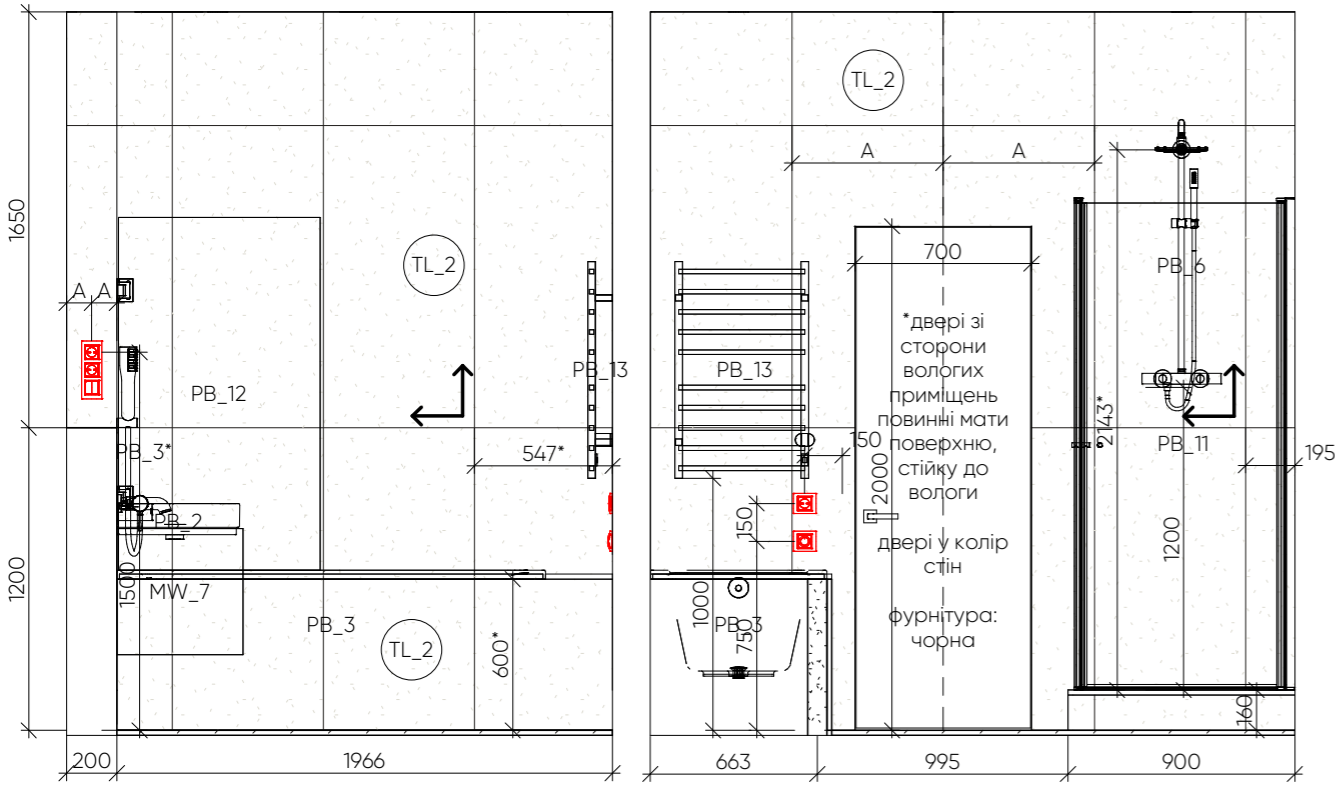 TL_2
TL_2
A
A
1650
A
A
PB_12
PB_13
PB_13
700
*двері зі
сторони
вологих
приміщень
повинні мати
поверхню,
стійку до
вологи
двері у колір
стін
фурнітура:
чорна
PB_6
2143*
PB_11
PB_3*
547*
150
195
2000
PB_2
150
1200
1200
MW_7
1500
PB_3
TL_2
600*
1000
750
PB_3
160
200
1966
663
995
900